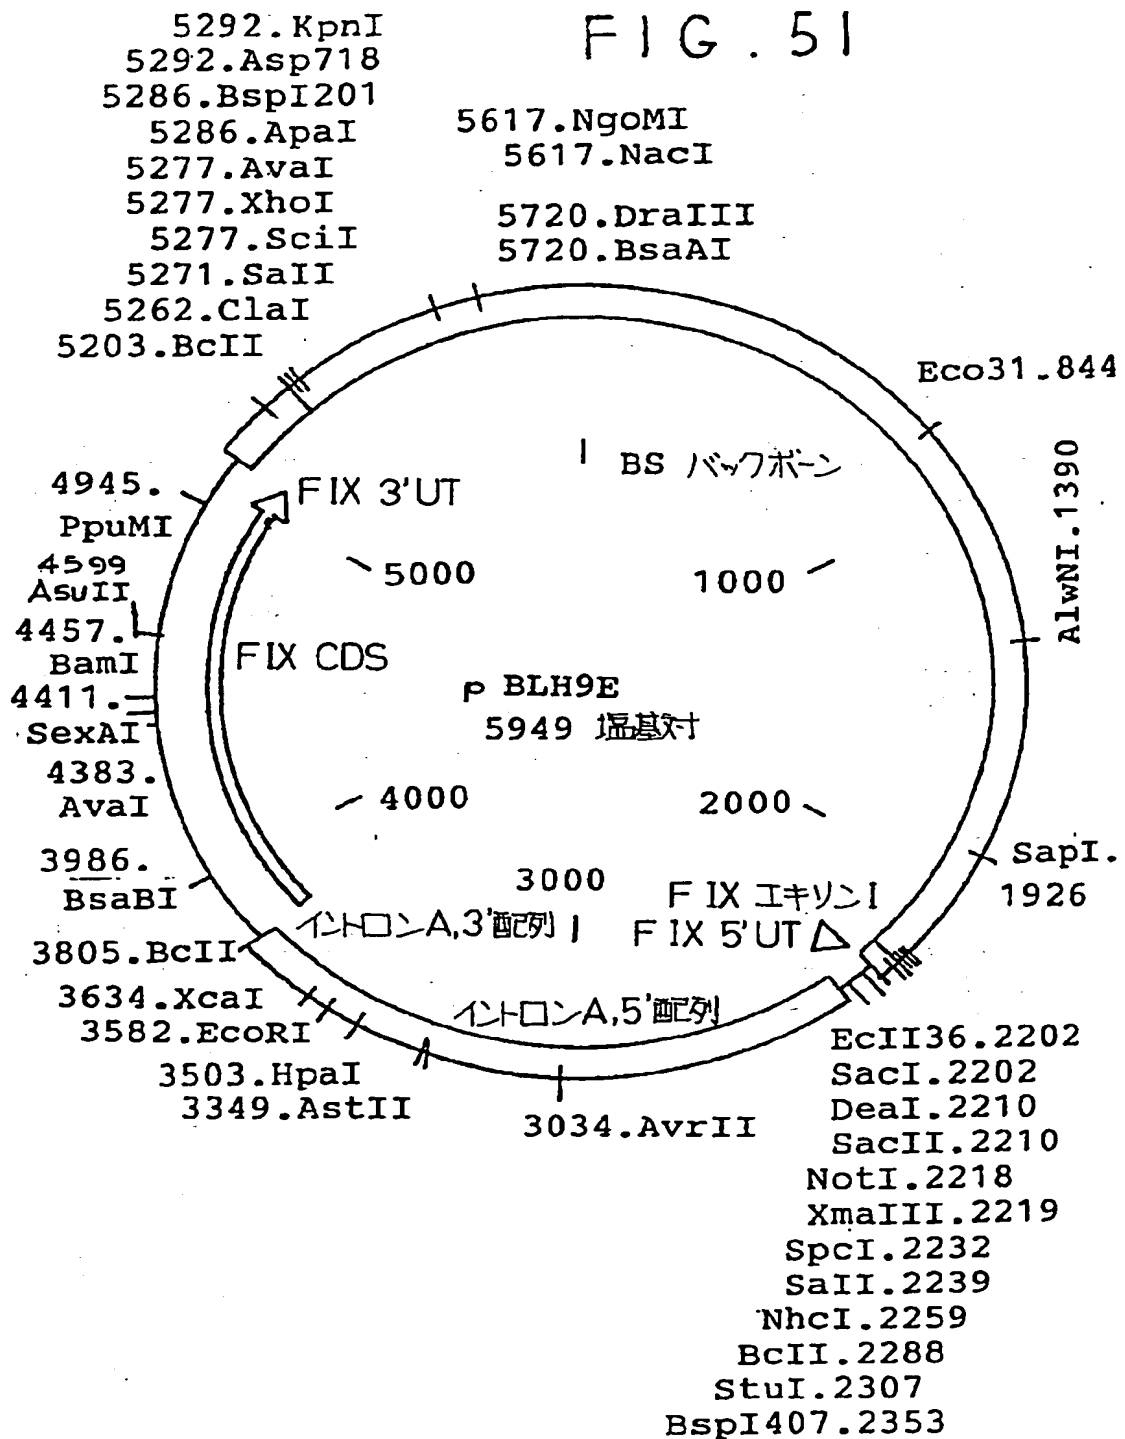 FIG. 51
5292.KpnI
5292.Asp718
5286.BspI201
5286.ApaI
5277.AvaI
5277.XhoI
5277.SciI
5271.SaII
5262.ClaI
5203.BcII
5617.NgoMI
5617.NacI
5720.DraIII
5720.BsaAI
Eco31.844
AlwNI.1390
SapI.
1926
BS バックボーン
FIX 3'UT
5000
1000
FIX CDS
p BLH9E
5949 塩基対
4000
2000
3000
FIX エキソンI
FIX 5'UT
イントロンA,3'配列
イントロンA,5'配列
4945.
PpuMI
4599
AsuII
4457.
BamI
4411.
SexAI
4383.
AvaI
3986.
BsaBI
3805.BcII
3634.XcaI
3582.EcoRI
3503.HpaI
3349.AstII
3034.AvrII
EcII36.2202
SacI.2202
DeaI.2210
SacII.2210
NotI.2218
XmaIII.2219
SpcI.2232
SaII.2239
NhcI.2259
BcII.2288
StuI.2307
BspI407.2353